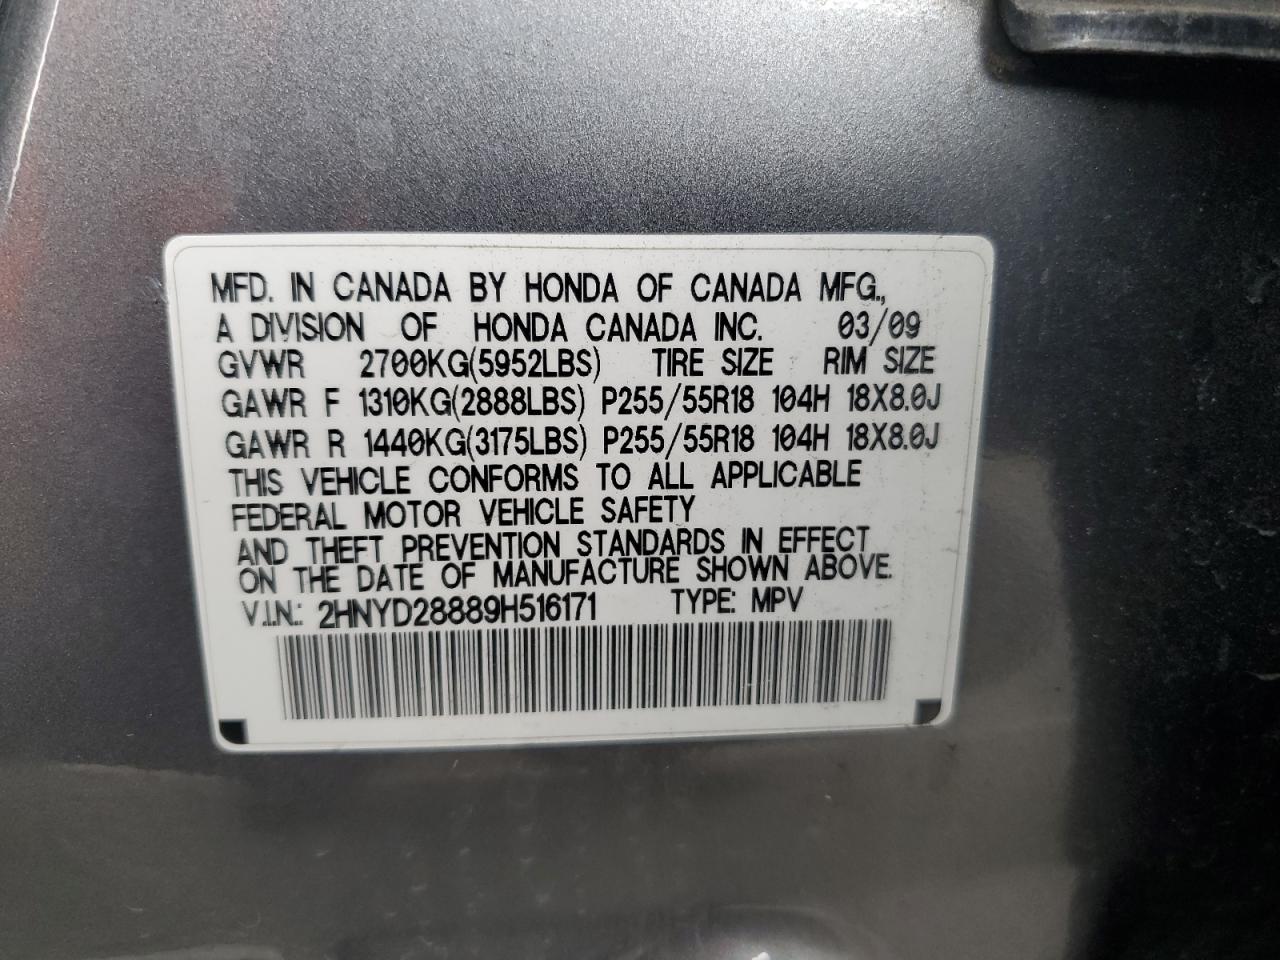 MFD. IN CANADA BY HONDA OF CANADA MFG.,
A DIVISION OF HONDA CANADA INC. 03/09
GVWR 2700KG(5952LBS) TIRE SIZE RIM SIZE
GAWR F 1310KG(2888LBS) P255/55R18 104H 18X8.0J
GAWR R 1440KG(3175LBS) P255/55R18 104H 18X8.0J
THIS VEHICLE CONFORMS TO ALL APPLICABLE
FEDERAL MOTOR VEHICLE SAFETY
AND THEFT PREVENTION STANDARDS IN EFFECT
ON THE DATE OF MANUFACTURE SHOWN ABOVE.
V.I.N.: 2HNYD28889H516171 TYPE: MPV